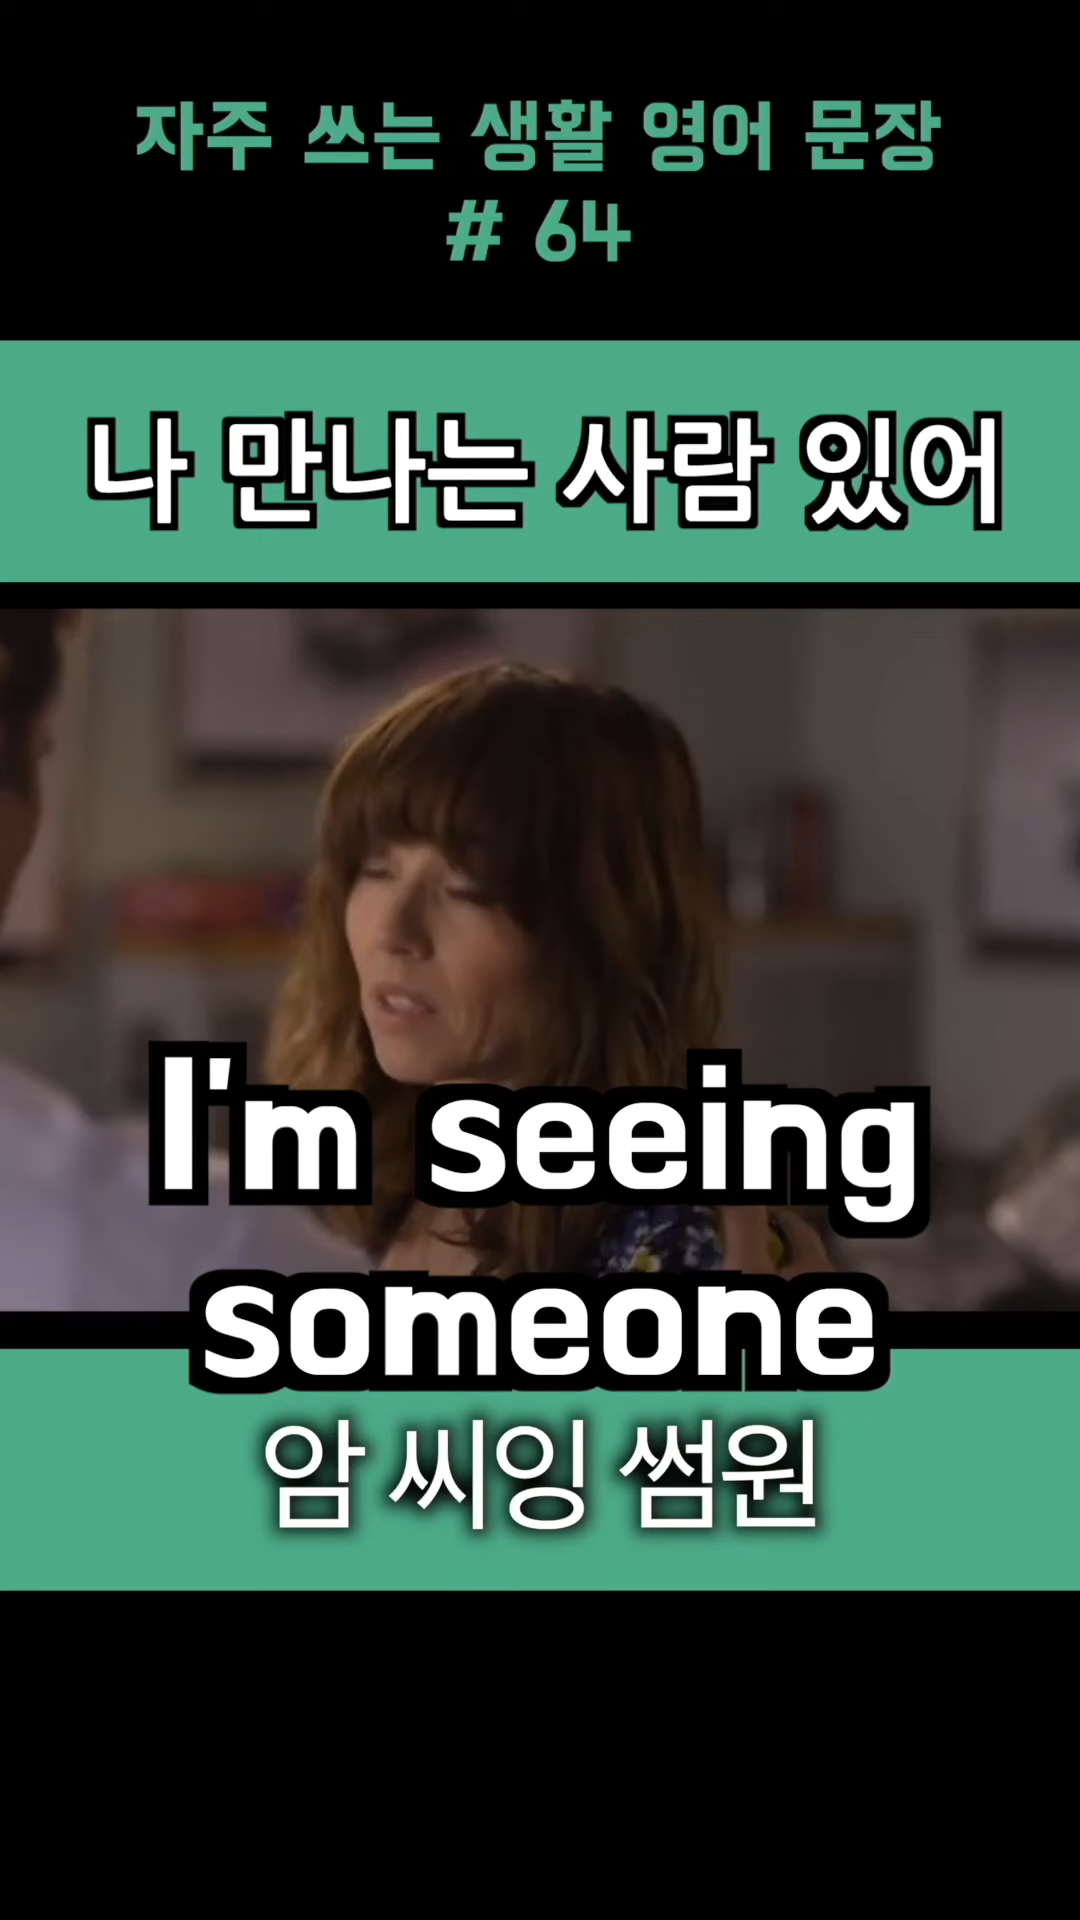 자주 쓰는 생활 영어 문장
# 64
나 만나는 사람 있어
I'm seeing
someone
암 씨잉 썸원